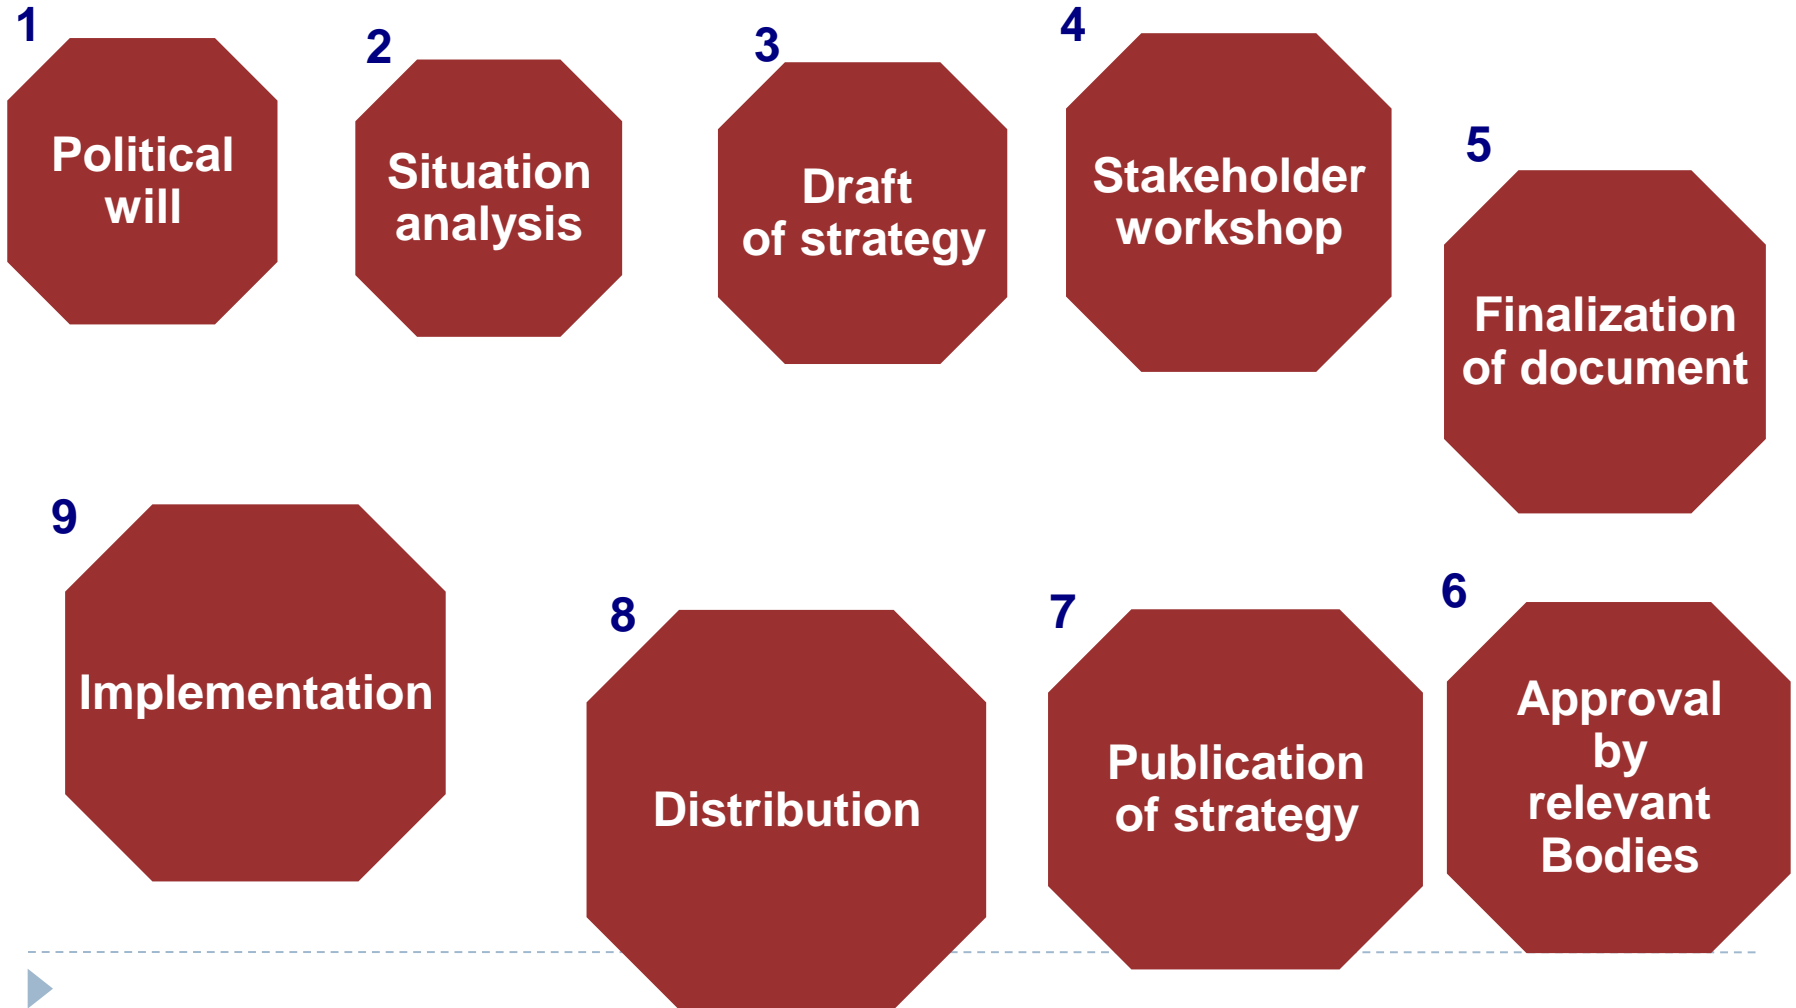 1
Political
will
2
Situation
analysis
3
Draft
of strategy
4
Stakeholder
workshop
5
Finalization
of document
6
Approval
by
relevant
Bodies
7
Publication
of strategy
8
Distribution
9
Implementation